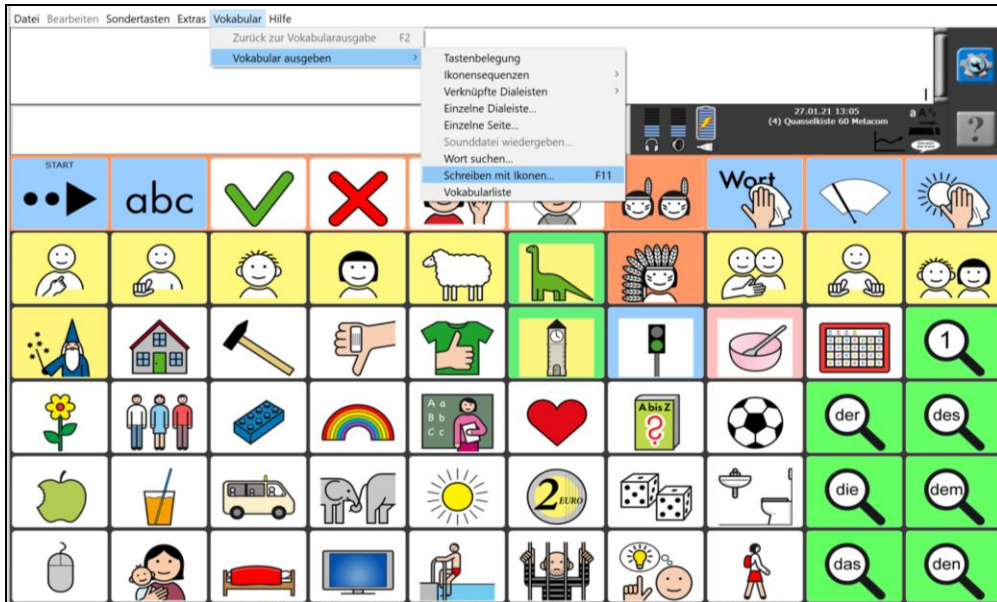 Datei Bearbeiten Sondertasten Extras Vokabular Hilfe
Zurück zur Vokabularausgabe F2
Vokabular ausgeben >
Tastenbelegung
Ikonensequenzen >
Verknüpfte Dialeisten >
Einzelne Dialeiste...
Einzelne Seite...
Sounddatei wiedergeben...
Wort suchen...
Schreiben mit Ikonen... F11
Vokabularliste
27.01.21 13:05
(4) Quasselkiste 60 Metacom
?
START
abc
Wort
1
A a
B b
C c
A bis Z
?
der
des
2 EURO
die
dem
das
den